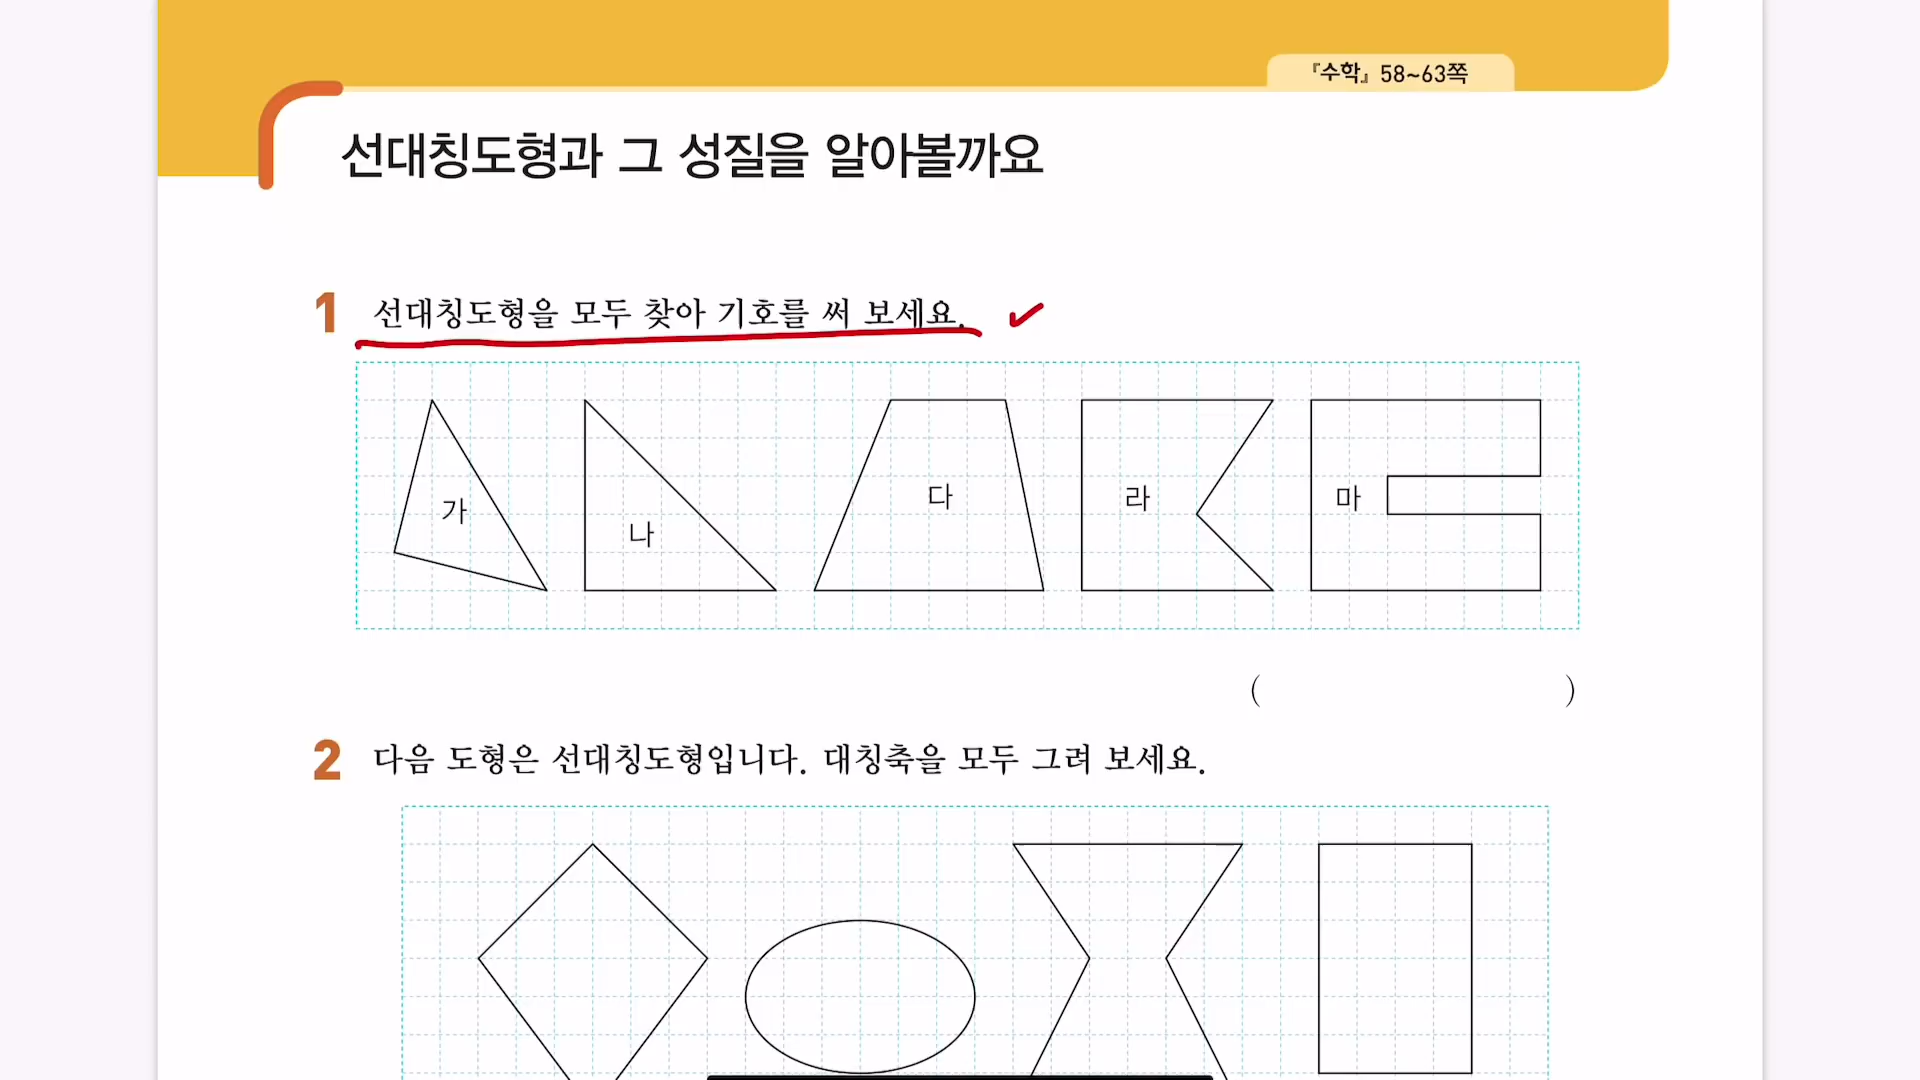 『수학』 58~63쪽
선대칭도형과 그 성질을 알아볼까요
1 선대칭도형을 모두 찾아 기호를 써 보세요.
가 나 다 라 마
( )
2 다음 도형은 선대칭도형입니다. 대칭축을 모두 그려 보세요.